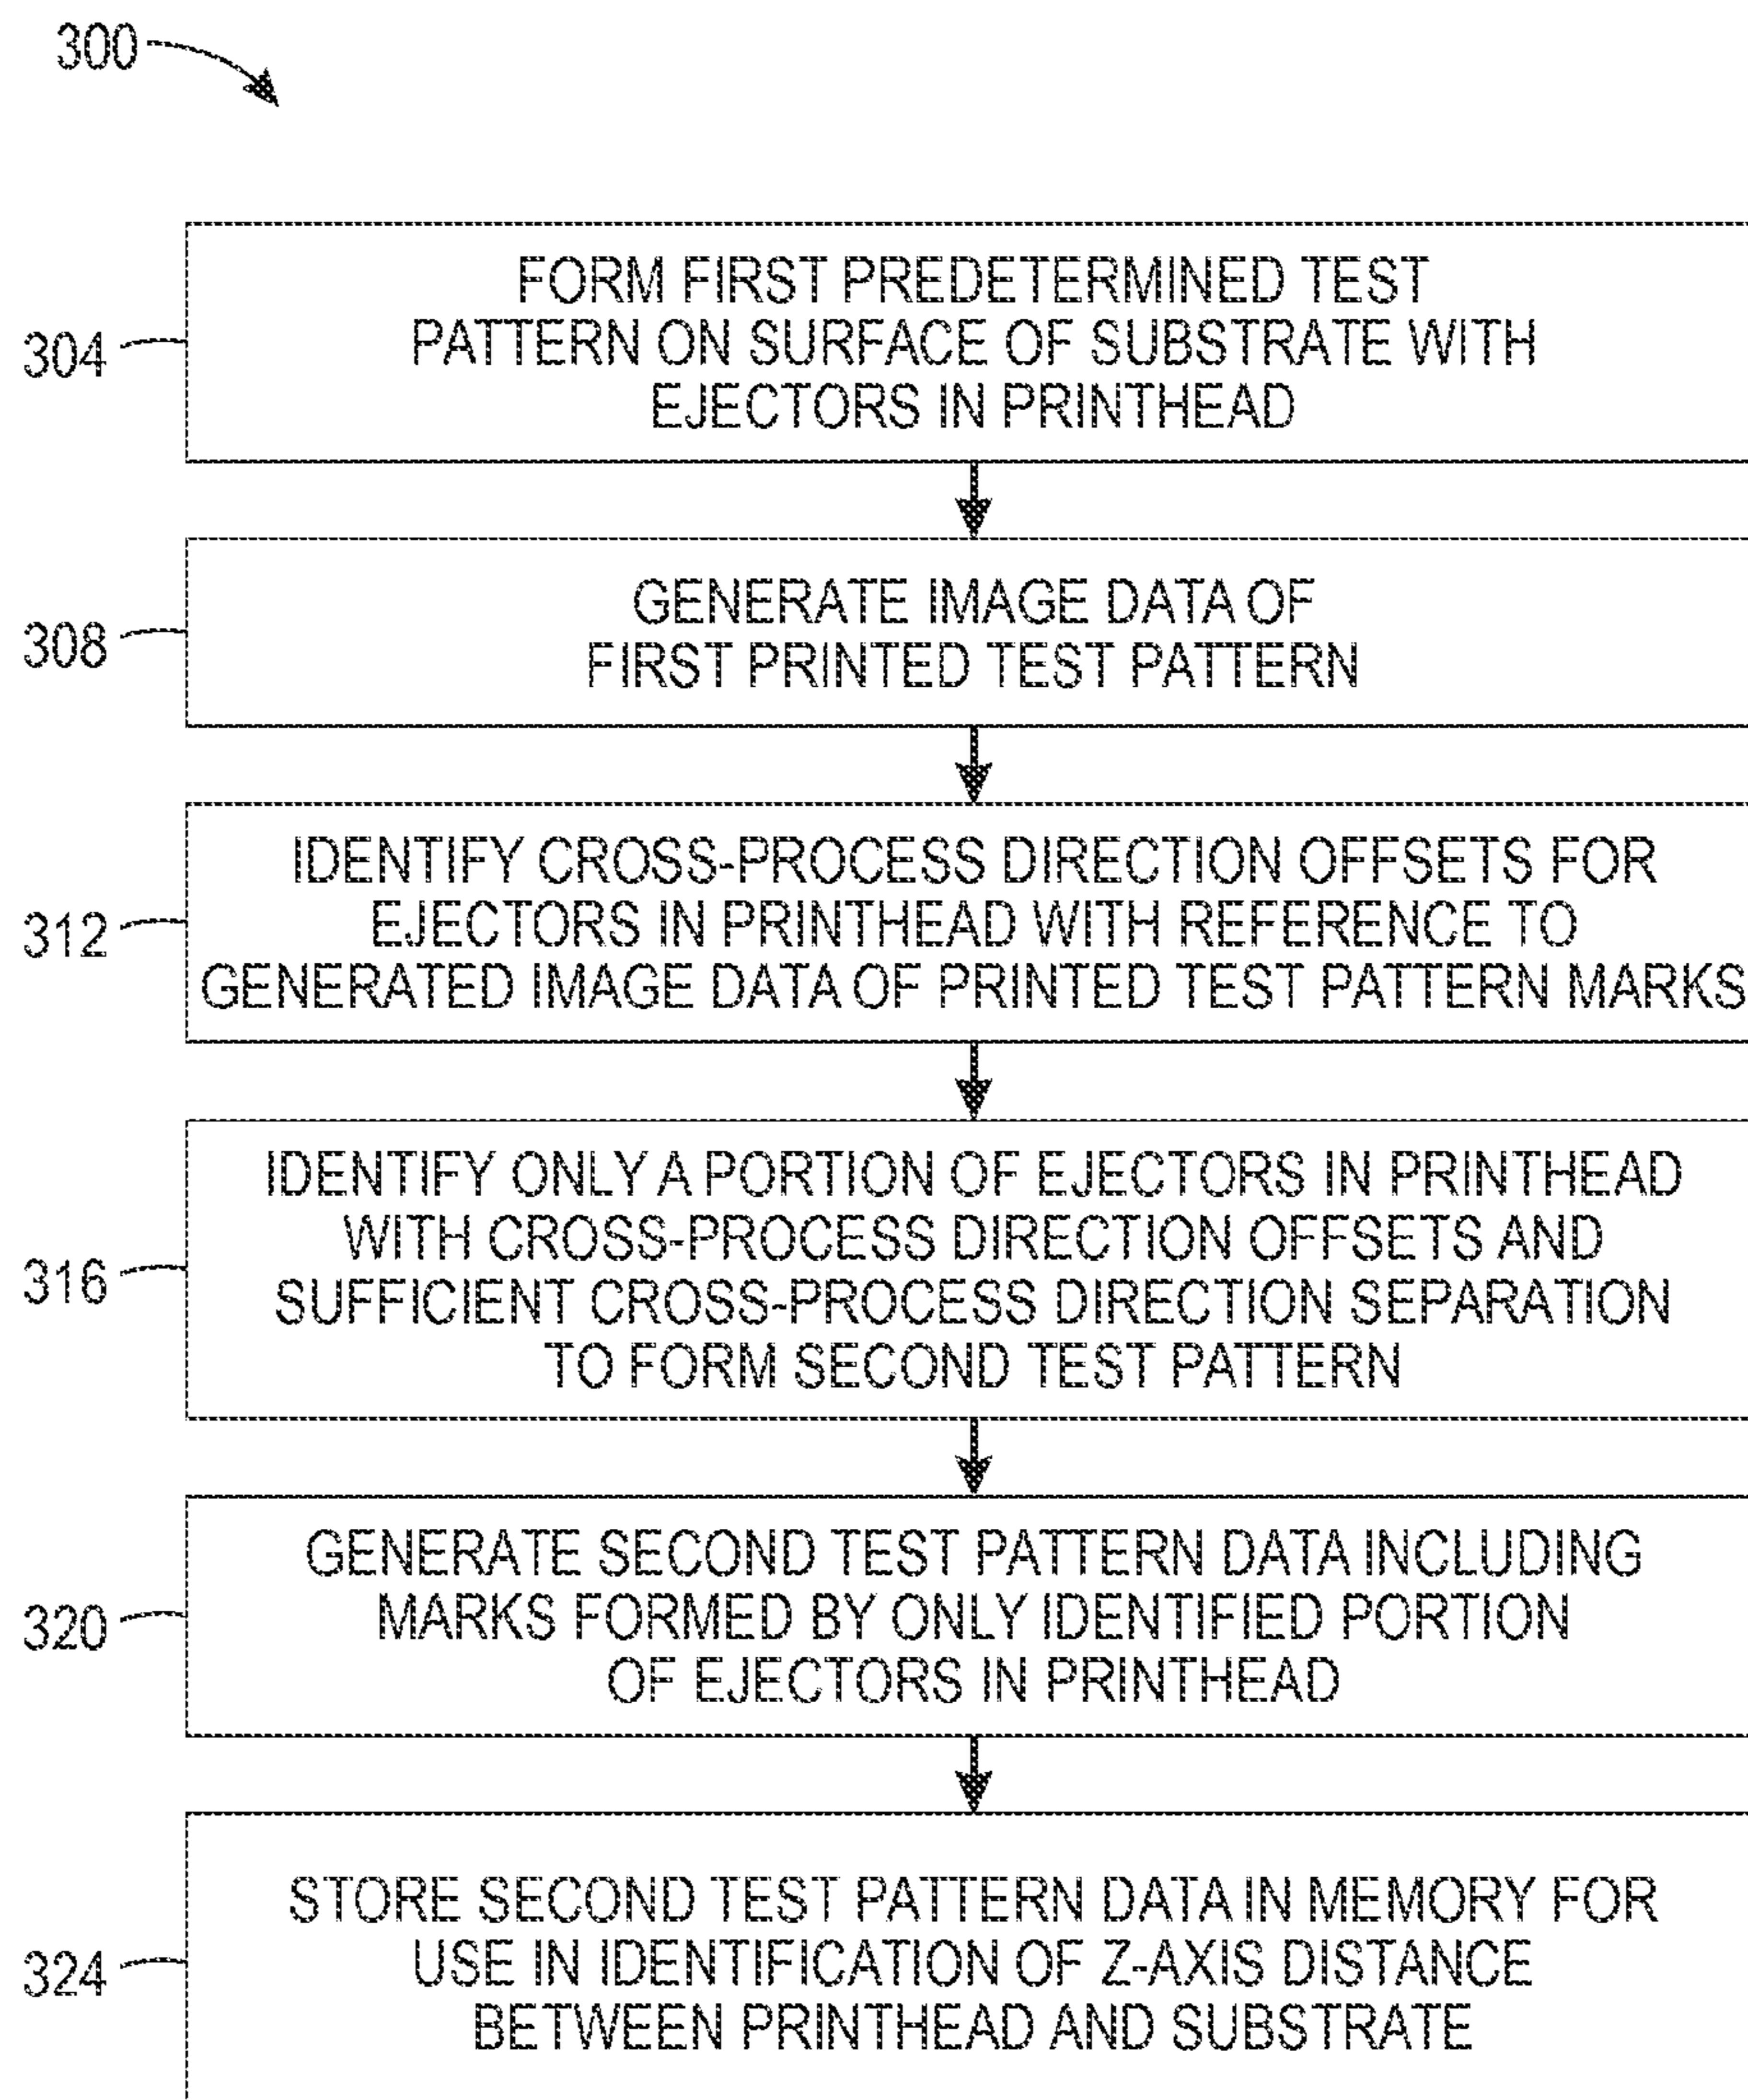 300
FORM FIRST PREDETERMINED TEST
304
PATTERN ON SURFACE OF SUBSTRATE WITH
EJECTORS IN PRINTHEAD
GENERATE IMAGE DATA OF
308
FIRST PRINTED TEST PATTERN
IDENTIFY CROSS-PROCESS DIRECTION OFFSETS FOR
312
EJECTORS IN PRINTHEAD WITH REFERENCE TO
GENERATED IMAGE DATA OF PRINTED TEST PATTERN MARKS
IDENTIFY ONLY A PORTION OF EJECTORS IN PRINTHEAD
WITH CROSS-PROCESS DIRECTION OFFSETS AND
316
SUFFICIENT CROSS-PROCESS DIRECTION SEPARATION
TO FORM SECOND TEST PATTERN
GENERATE SECOND TEST PATTERN DATA INCLUDING
320
MARKS FORMED BY ONLY IDENTIFIED PORTION
OF EJECTORS IN PRINTHEAD
STORE SECOND TEST PATTERN DATA IN MEMORY FOR
324
USE IN IDENTIFICATION OF Z-AXIS DISTANCE
BETWEEN PRINTHEAD AND SUBSTRATE